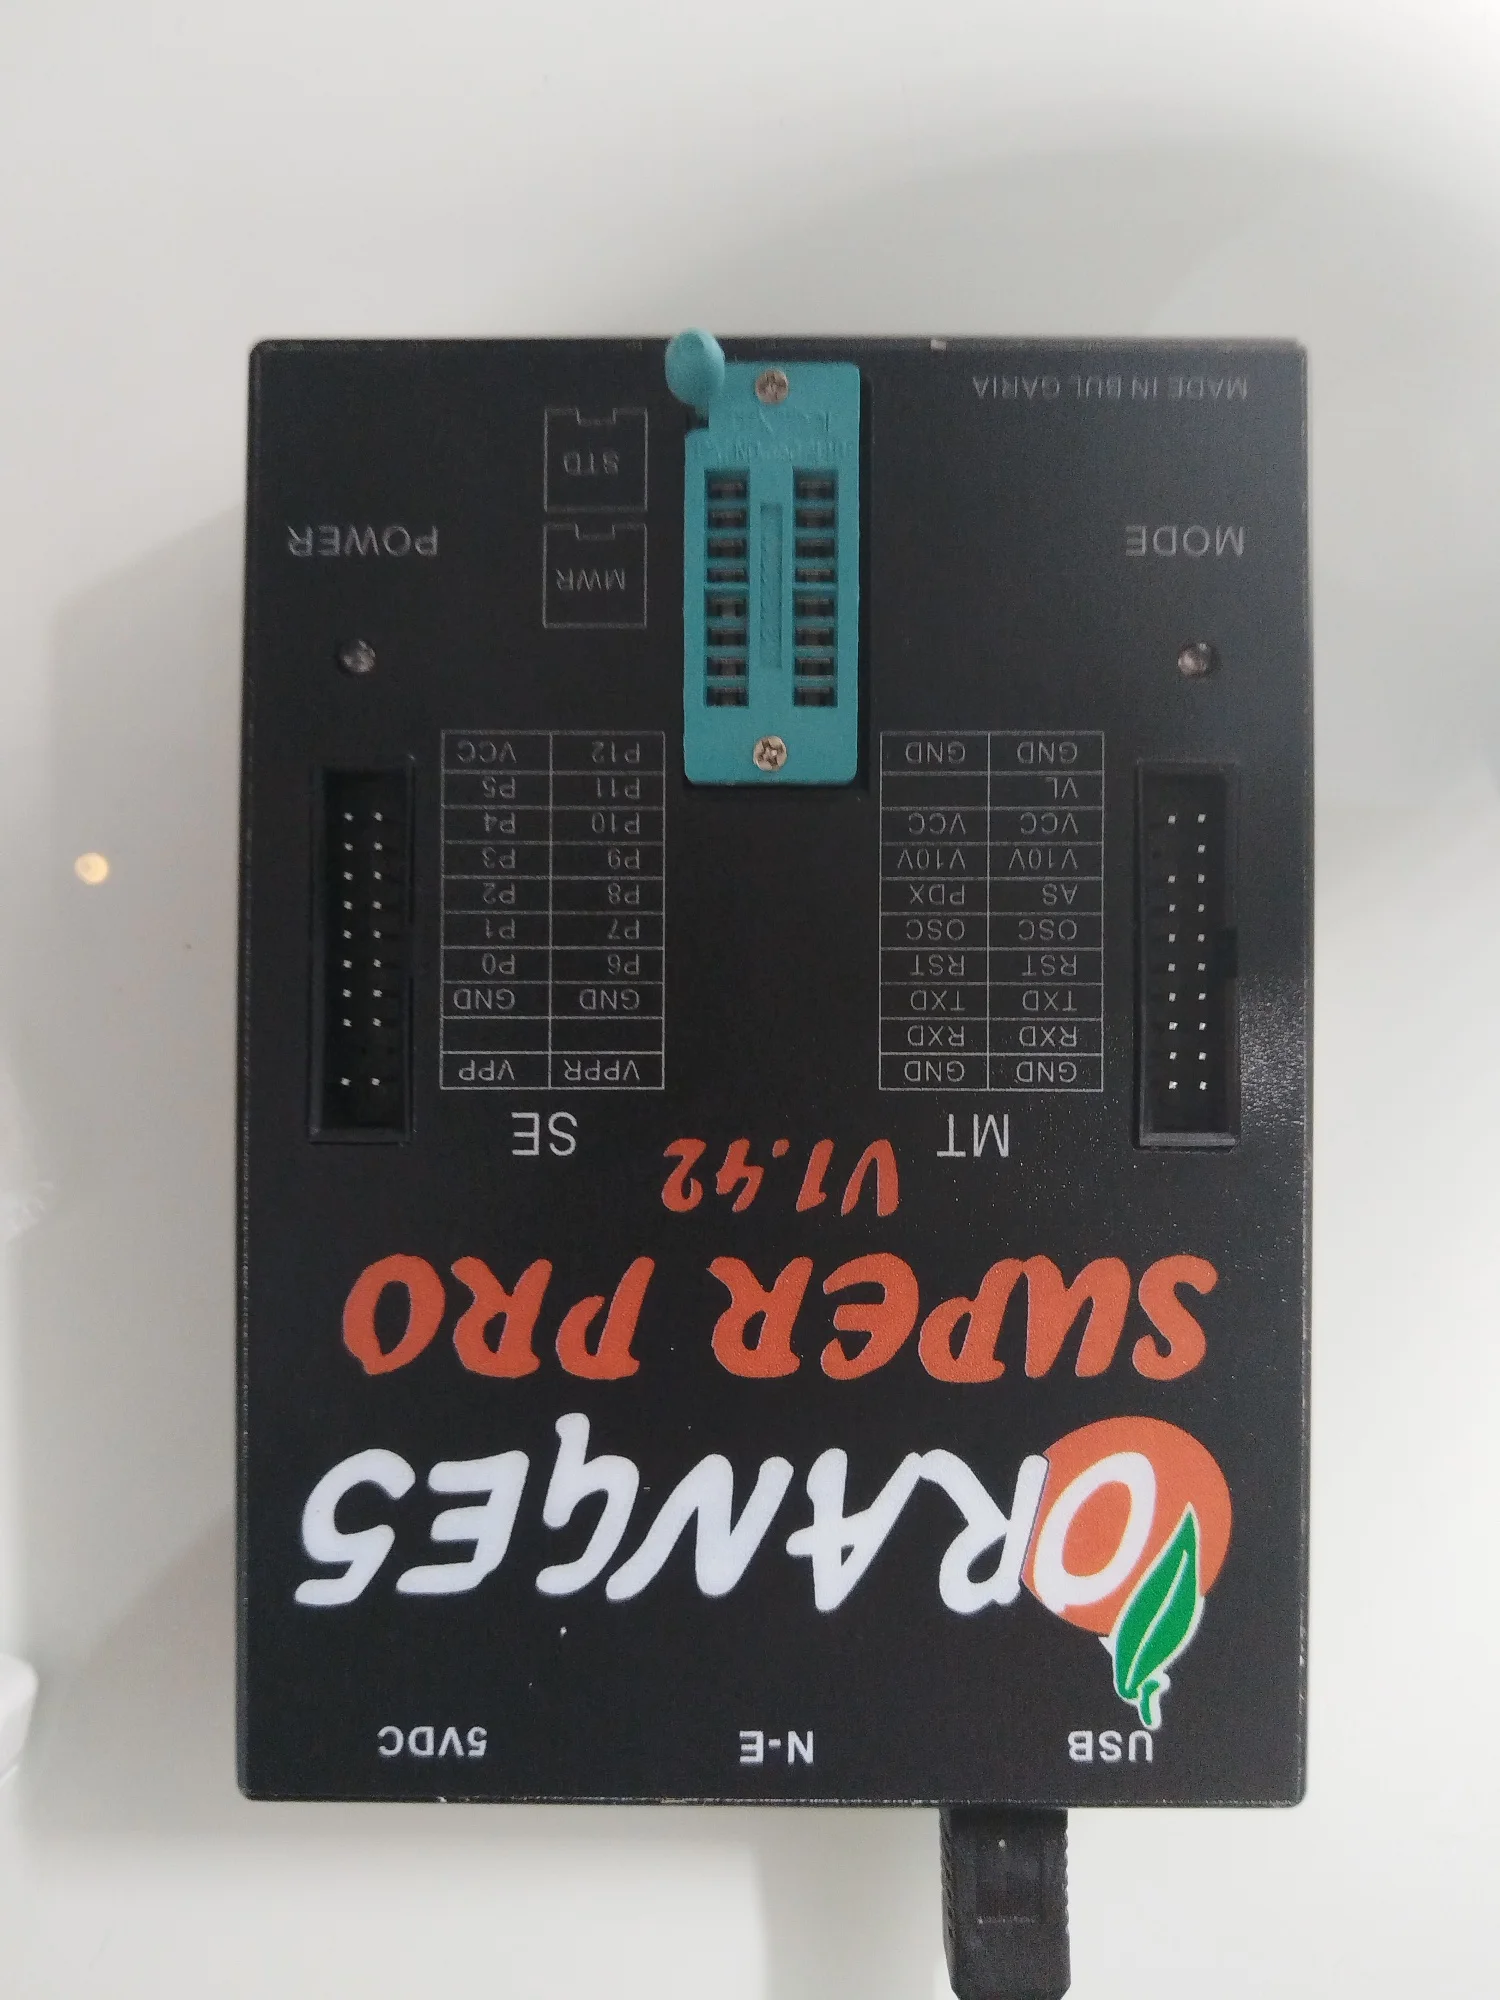 USB N-E 5VDC
ORANGE5
SUPER PRO
V1.42
MT
GND GND
RXD RXD
TXD TXD
RST RST
OSC OSC
AS PDX
V10V V10V
VCC VCC
VL
GND GND
SE
VPPR VPP
GND GND
P6 P0
P7 P1
P8 P2
P9 P3
P10 P4
P11 P5
P12 VCC
MODE
MWR
STD
POWER
MADE IN BULGARIA